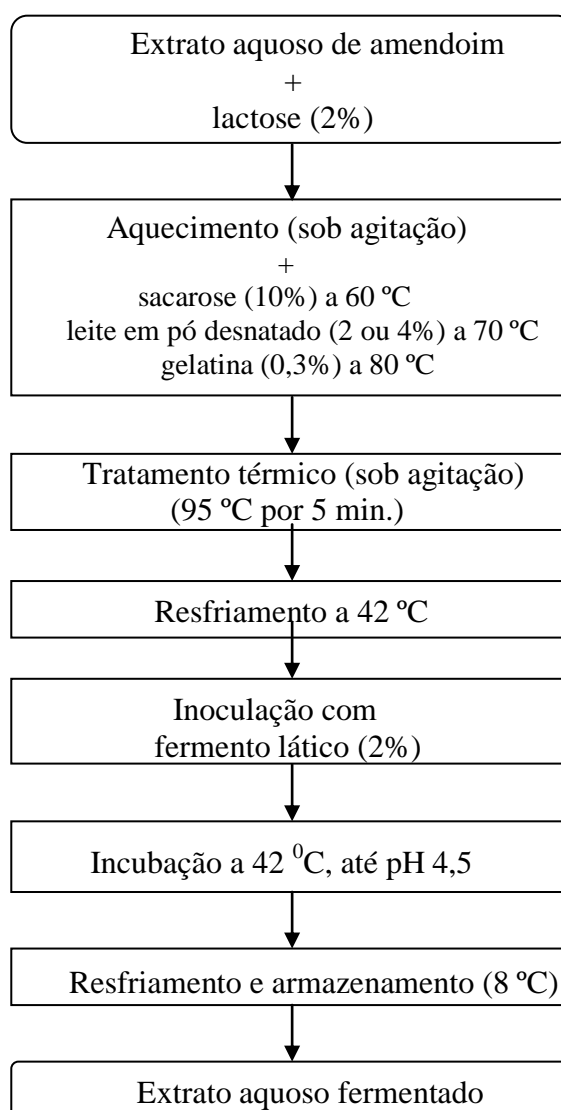 Extrato aquoso de amendoim
+
lactose (2%)
Aquecimento (sob agitação)
+
sacarose (10%) a 60 ºC
leite em pó desnatado (2 ou 4%) a 70 ºC
gelatina (0,3%) a 80 ºC
Tratamento térmico (sob agitação)
(95 ºC por 5 min.)
Resfriamento a 42 ºC
Inoculação com
fermento lático (2%)
Incubação a 42 ⁰C, até pH 4,5
Resfriamento e armazenamento (8 ºC)
Extrato aquoso fermentado